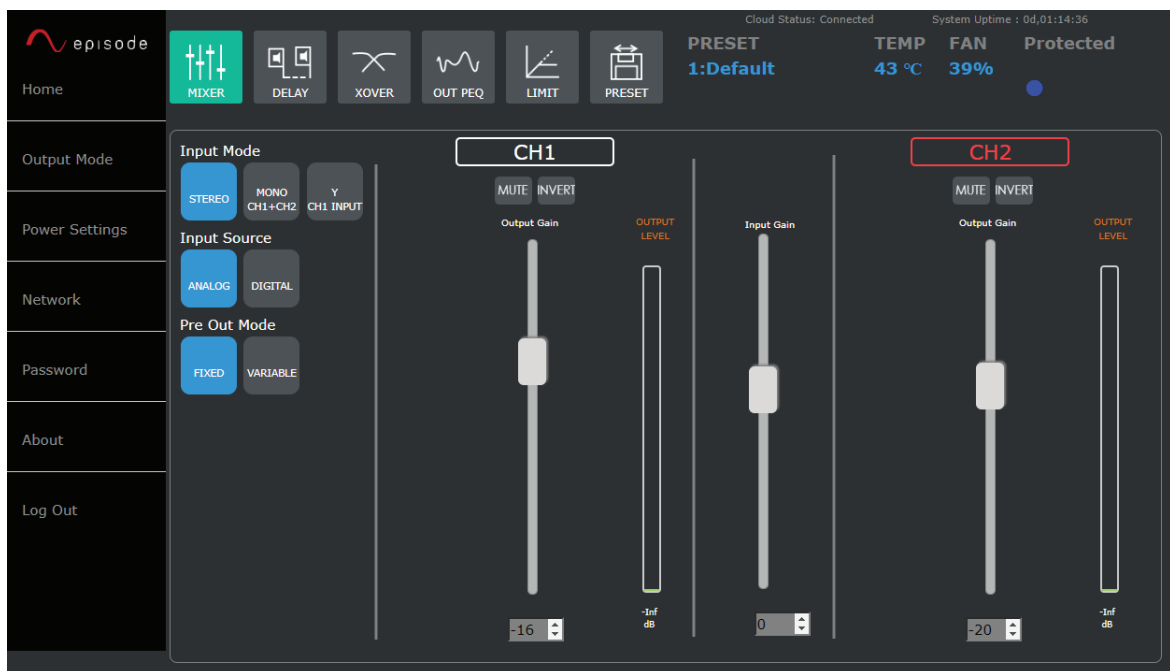 Cloud Status: Connected System Uptime : 0d,01:14:36
episode
Home
Output Mode
Power Settings
Network
Password
About
Log Out
MIXER DELAY XOVER OUT PEQ LIMIT PRESET
PRESET TEMP FAN Protected
1:Default 43 ℃ 39%
Input Mode
STEREO
MONO
CH1+CH2
Y
CH1 INPUT
Input Source
ANALOG DIGITAL
Pre Out Mode
FIXED VARIABLE
CH1
MUTE INVERT
Output Gain
OUTPUT
LEVEL
-16
-Inf
dB
Input Gain
0
CH2
MUTE INVERT
Output Gain
OUTPUT
LEVEL
-20
-Inf
dB